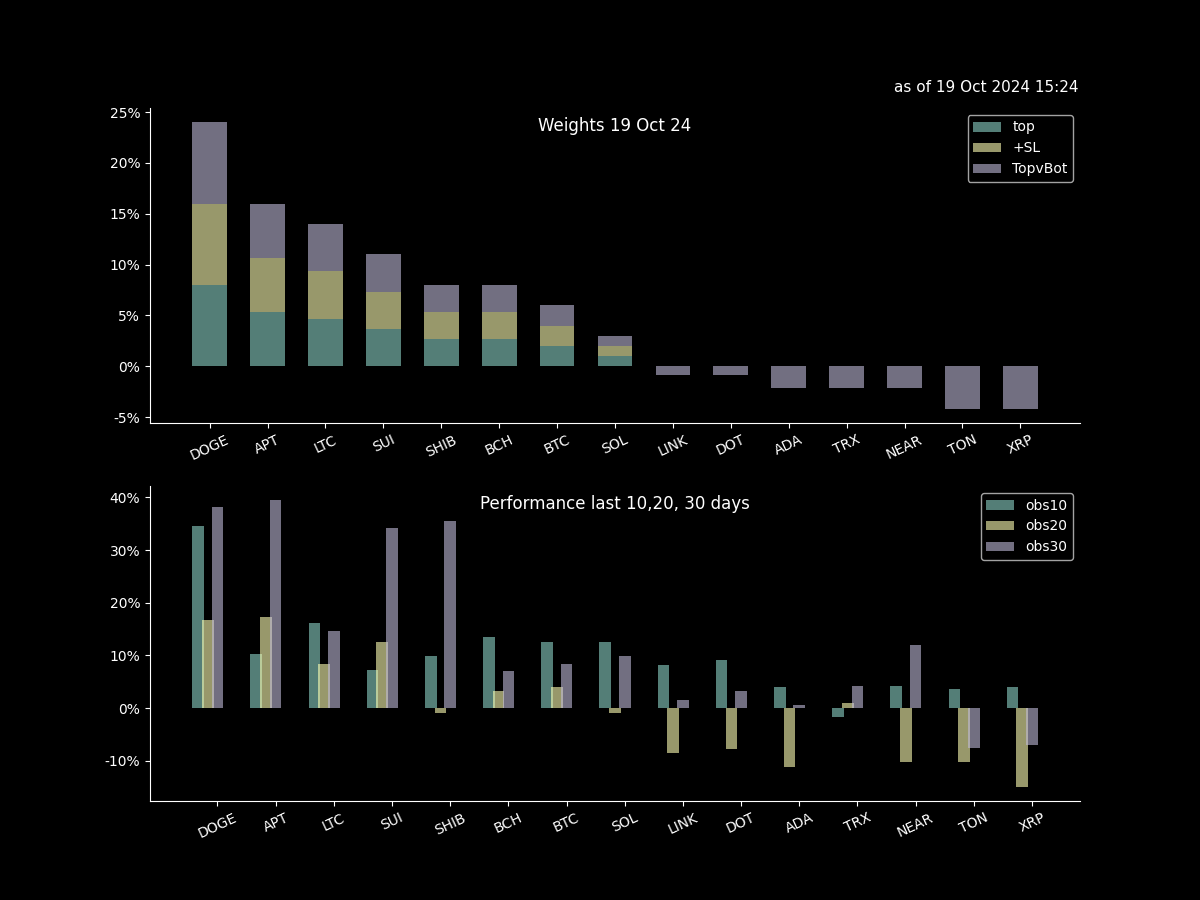 as of 19 Oct 2024 15:24
Weights 19 Oct 24
top
+SL
TopvBot
25%
20%
15%
10%
5%
0%
-5%
DOGE APT LTC SUI SHIB BCH BTC SOL LINK DOT ADA TRX NEAR TON XRP
Performance last 10,20, 30 days
obs10
obs20
obs30
40%
30%
20%
10%
0%
-10%
DOGE APT LTC SUI SHIB BCH BTC SOL LINK DOT ADA TRX NEAR TON XRP